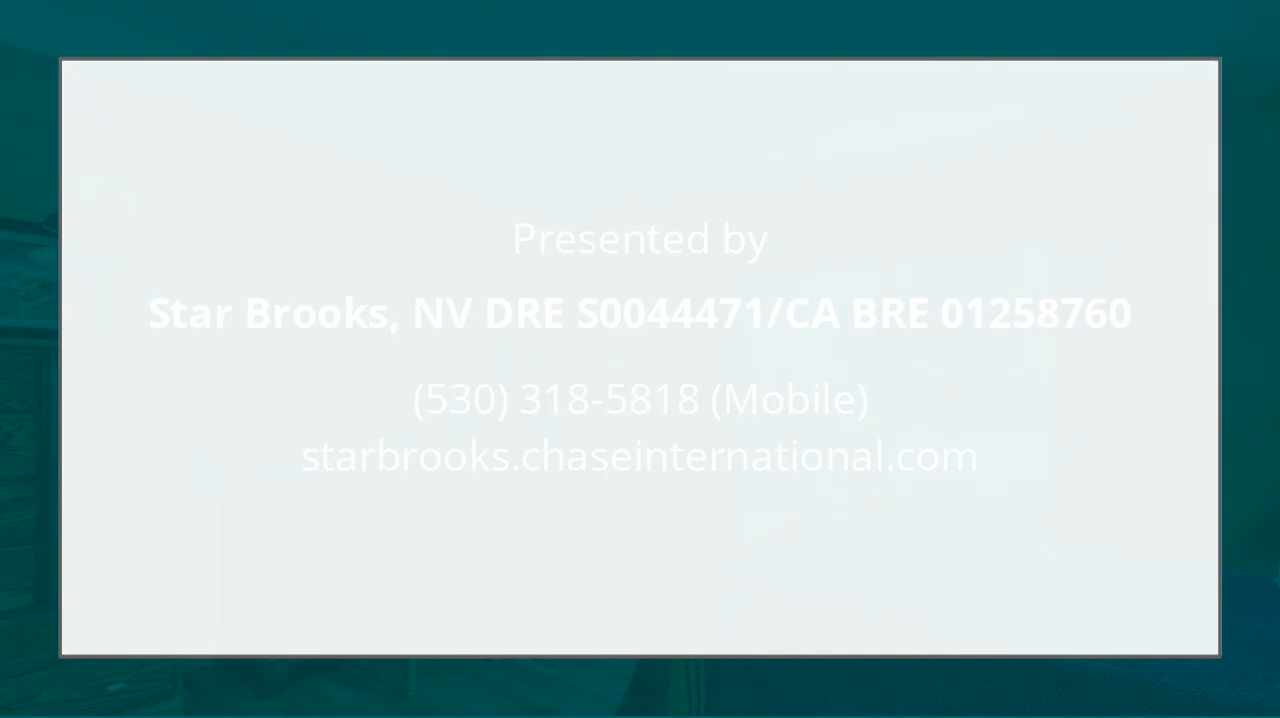 Presented by
Star Brooks, NV DRE S0044471/CA BRE 01258760
(530) 318-5818 (Mobile)
starbrooks.chaseinternational.com